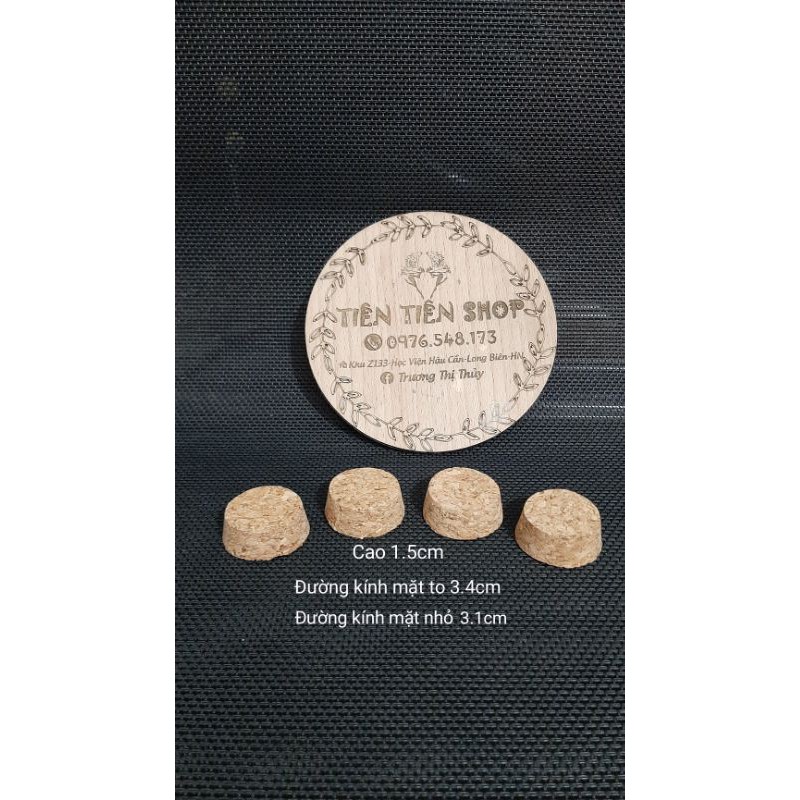 TIÊN TIÊN SHOP
0976.548.173
Khu Z133-Học Viện Hậu Cần-Long Biên-HN
Trương Thị Thủy
Cao 1.5cm
Đường kính mặt to 3.4cm
Đường kính mặt nhỏ 3.1cm